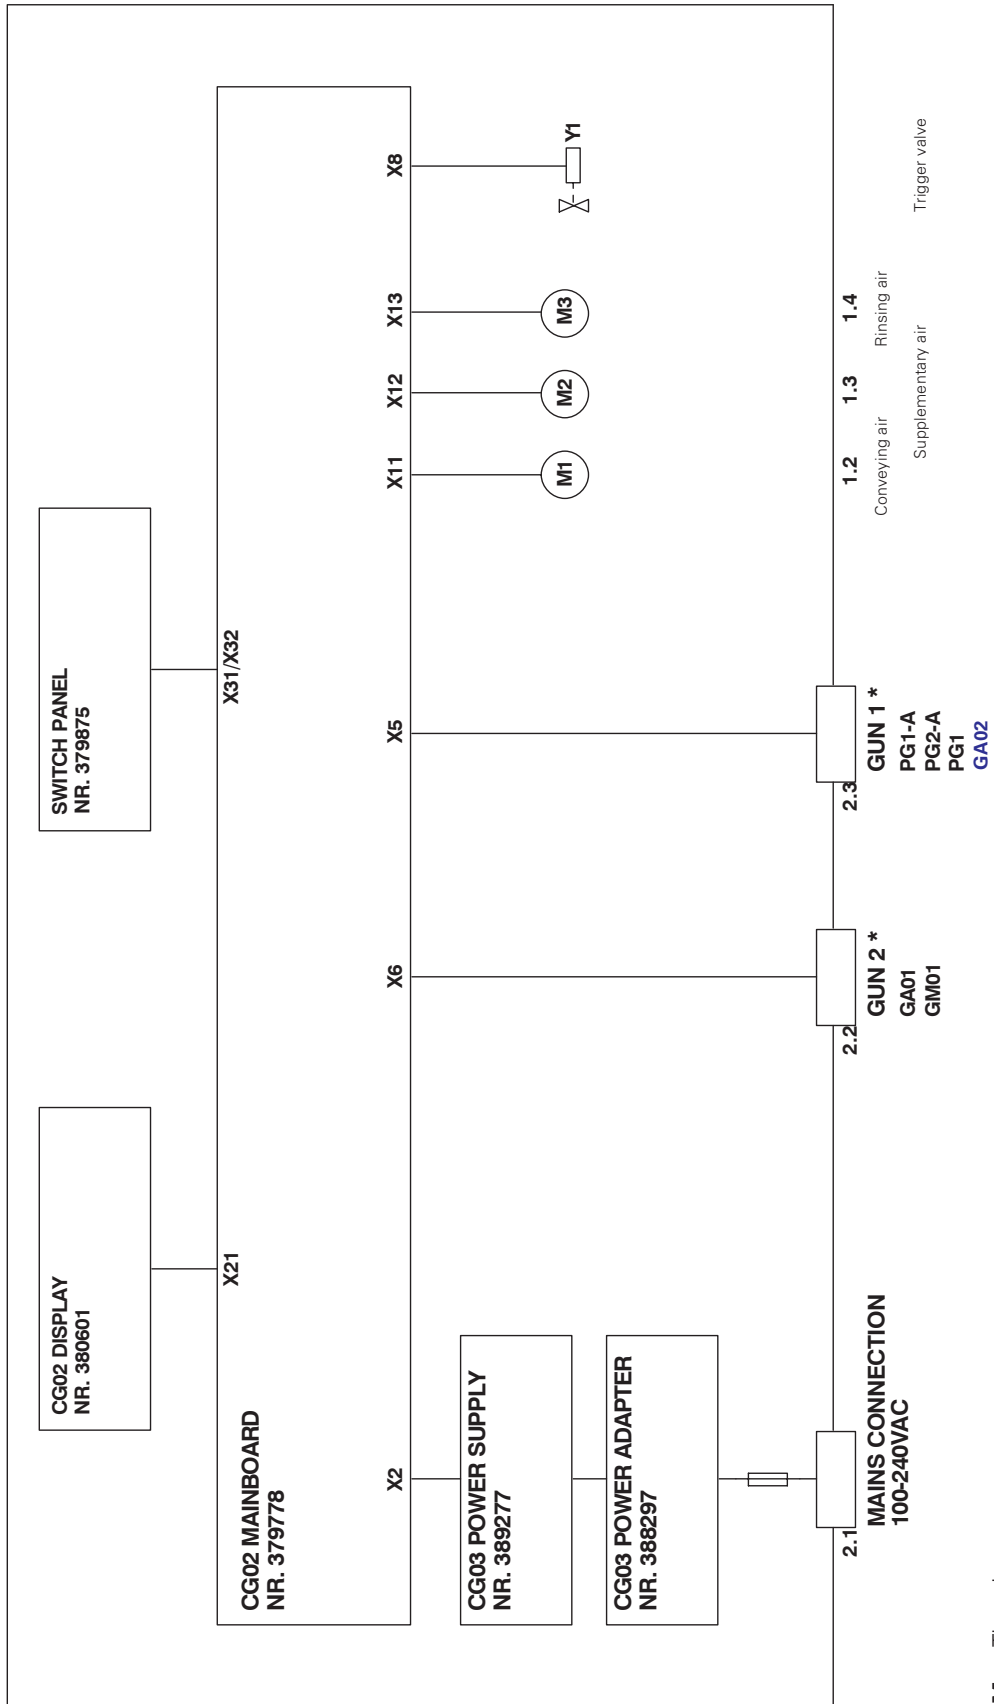 CG02 DISPLAY
NR. 380601
SWITCH PANEL
NR. 379875
X21
X31/X32
CG02 MAINBOARD
NR. 379778
X2
X6
X5
X11
X12
X13
X8
CG03 POWER SUPPLY
NR. 389277
M1
M2
M3
Y1
CG03 POWER ADAPTER
NR. 388297
2.1
2.2
2.3
1.2
1.3
1.4
MAINS CONNECTION
100-240VAC
GUN 2 *
GA01
GM01
GUN 1 *
PG1-A
PG2-A
PG1
GA02
Conveying air
Rinsing air
Supplementary air
Trigger valve